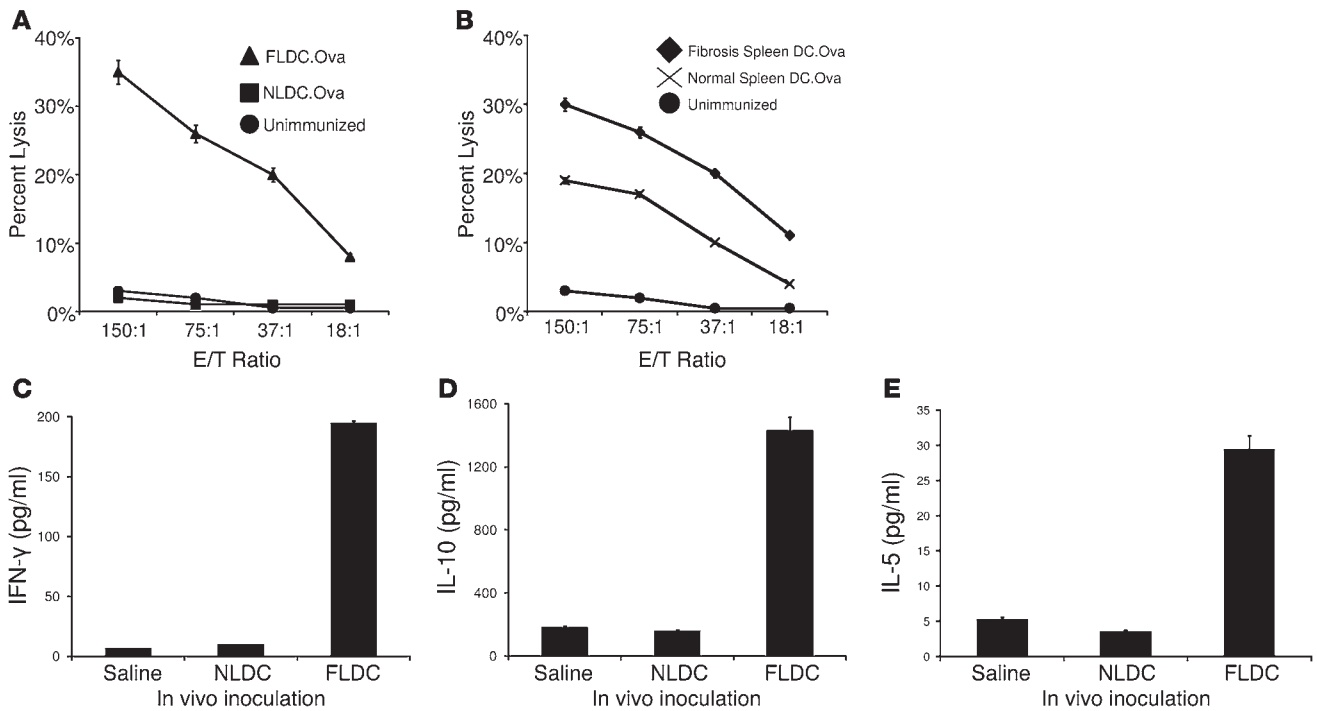 A
40%
30%
20%
10%
0%
Percent Lysis
FLDC.Ova
NLDC.Ova
Unimmunized
150:1 75:1 37:1 18:1
E/T Ratio
B
40%
30%
20%
10%
0%
Percent Lysis
Fibrosis Spleen DC.Ova
Normal Spleen DC.Ova
Unimmunized
150:1 75:1 37:1 18:1
E/T Ratio
C
200
150
100
50
0
IFN-γ (pg/ml)
Saline NLDC FLDC
In vivo inoculation
D
1600
1200
800
400
0
IL-10 (pg/ml)
Saline NLDC FLDC
In vivo inoculation
E
35
30
25
20
15
10
5
0
IL-5 (pg/ml)
Saline NLDC FLDC
In vivo inoculation